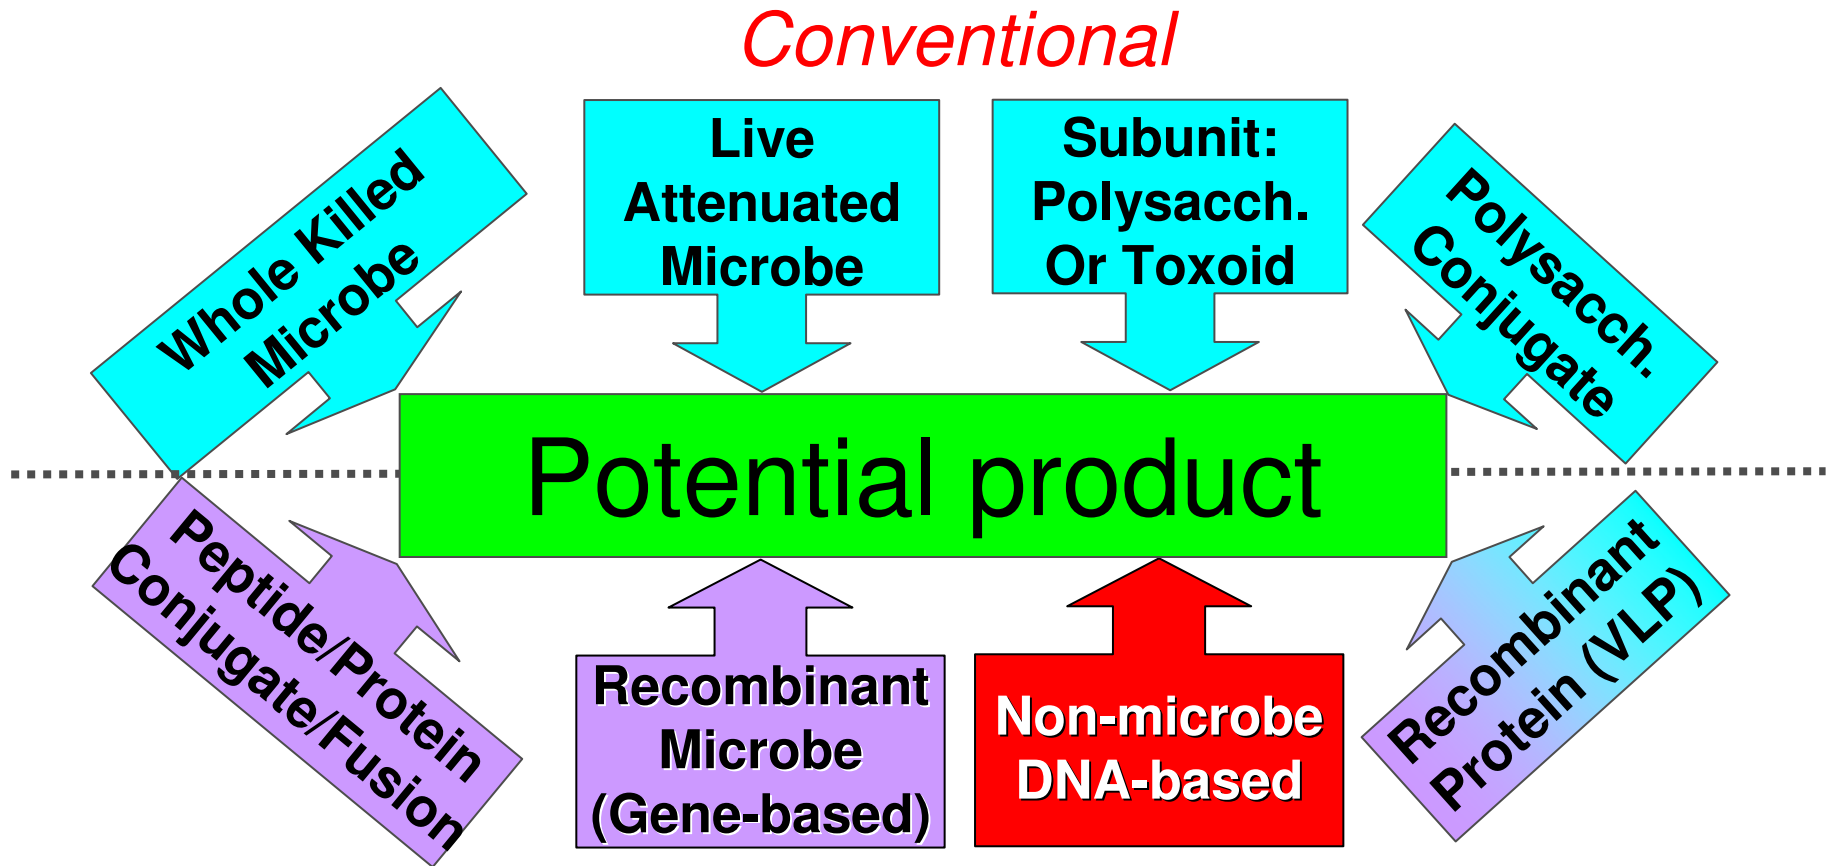 Conventional
Whole Killed
Microbe
Live
Attenuated
Microbe
Subunit:
Polysacch.
Or Toxoid
Polysacch.
Conjugate
Potential product
Peptide/Protein
Conjugate/Fusion
Recombinant
Microbe
(Gene-based)
Non-microbe
DNA-based
Recombinant
Protein (VLP)